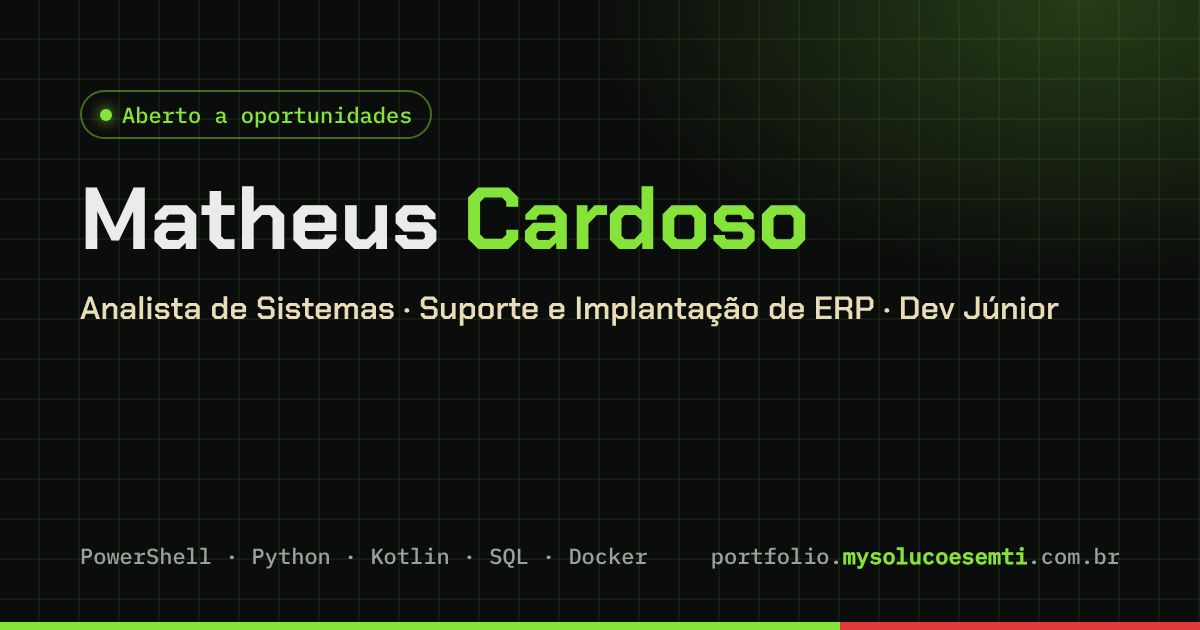 Aberto a oportunidades
Matheus Cardoso
Analista de Sistemas · Suporte e Implantação de ERP · Dev Júnior
PowerShell · Python · Kotlin · SQL · Docker
portfolio.mysolucoesemti.com.br